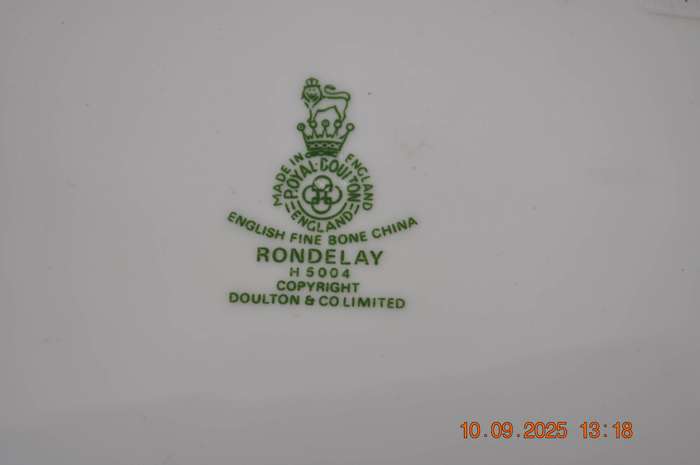 MADE IN ENGLAND
ROYAL·DOULTON
ENGLAND
ENGLISH FINE BONE CHINA
RONDELAY
H 5004
COPYRIGHT
DOULTON & CO LIMITED
10.09.2025 13:18